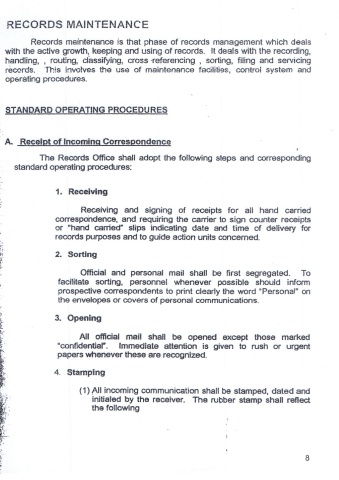 RECORDS MAINTENANCE
Records maintenance is that phase of records management which deals
with the active growth, keeping and using of records. It deals with the recording,
handling, , routing, classifying, cross referencing , sorting, filing and servicing
records. This involves the use of maintenance facilities, control system and
operating procedures.
STANDARD OPERATING PROCEDURES
A. Receipt of Incoming Correspondence
The Records Office shall adopt the following steps and corresponding
standard operating procedures:
1. Receiving
Receiving and signing of receipts for all hand carried
correspondence, and requiring the carrier to sign counter receipts
or "hand carried" slips indicating date and time of delivery for
records purposes and to guide action units concerned.
2. Sorting
Official and personal mail shall be first segregated. To
facilitate sorting, personnel whenever possible should inform
prospective correspondents to print clearly the word "Personal" on
the envelopes or covers of personal communications.
3. Opening
All official mail shall be opened except those marked
"confidential". Immediate attention is given to rush or urgent
papers whenever these are recognized.
4. Stamping
(1) All incoming communication shall be stamped, dated and
initialed by the receiver. The rubber stamp shall reflect
the following
8